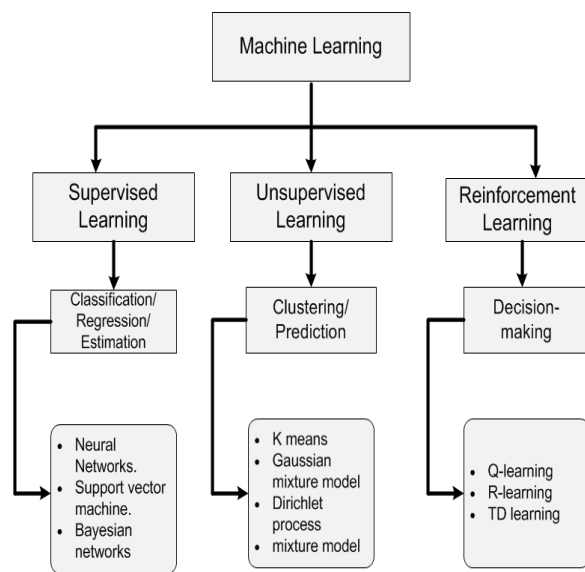 Machine Learning
Supervised
Learning
Unsupervised
Learning
Reinforcement
Learning
Classification/
Regression/
Estimation
Clustering/
Prediction
Decision-
making
• Neural
Networks.
• Support vector
machine.
• Bayesian
networks
• K means
• Gaussian
mixture model
• Dirichlet
process
• mixture model
• Q-learning
• R-learning
• TD learning